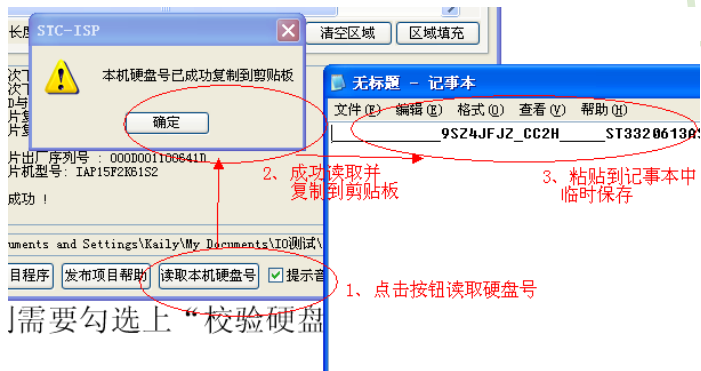 长度
STC-ISP
清空区域
区域填充
本机硬盘号已成功复制到剪贴板
确定
无标题 - 记事本
文件(F) 编辑(E) 格式(O) 查看(V) 帮助(H)
_________9SZ4JFJZ_CC2H_____ST3320613AS
片出厂序列号 : 000D001100641D
片机型号: IAP15F2K61S2
成功 !
2、成功读取并
复制到剪贴板
3、粘贴到记事本中
临时保存
uments and Settings\Kaily\My Documents\IO测试\
目程序
发布项目帮助
读取本机硬盘号
提示音
1、点击按钮读取硬盘号
需要勾选上“校验硬盘